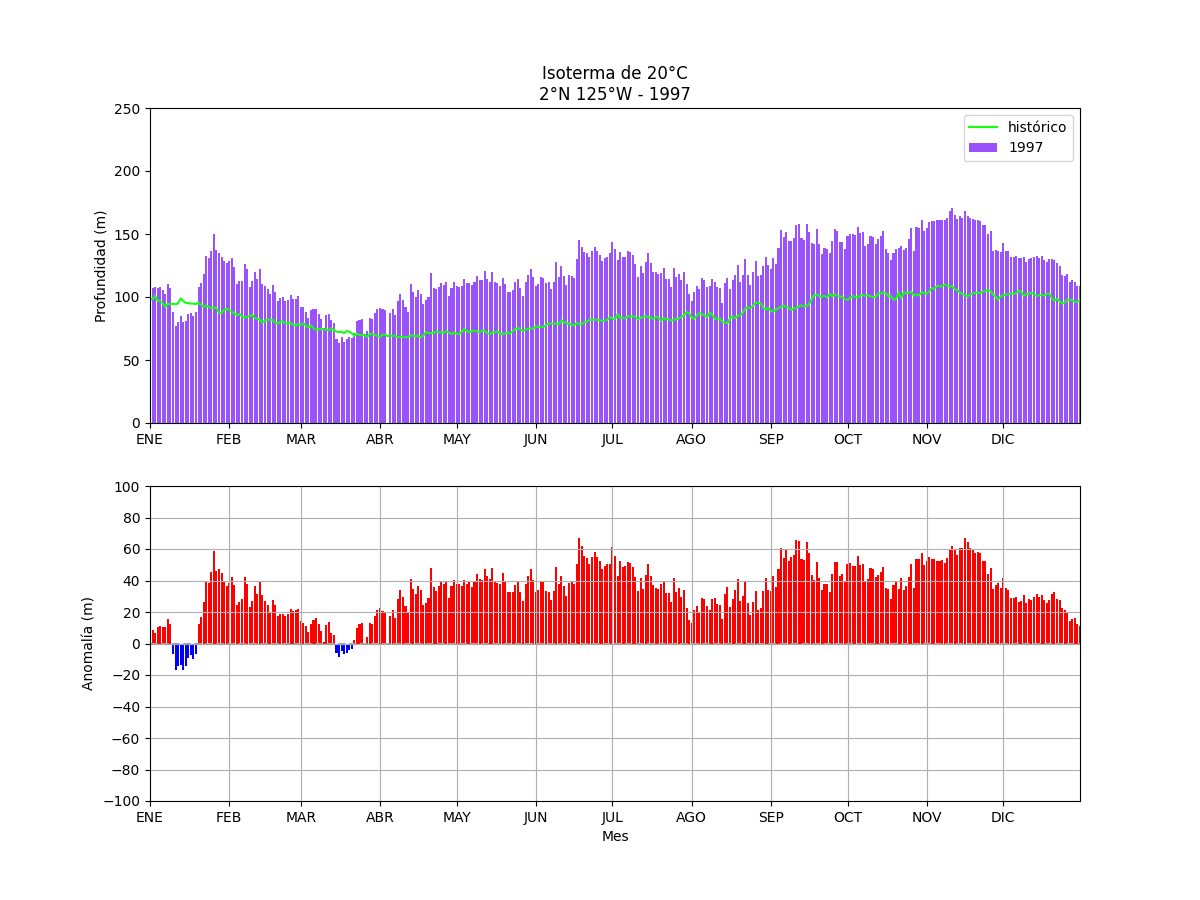 Isoterma de 20°C
2°N 125°W - 1997
Profundidad (m)
250
200
150
100
50
0
histórico
1997
ENE FEB MAR ABR MAY JUN JUL AGO SEP OCT NOV DIC
Anomalía (m)
100
80
60
40
20
0
−20
−40
−60
−80
−100
ENE FEB MAR ABR MAY JUN JUL AGO SEP OCT NOV DIC
Mes